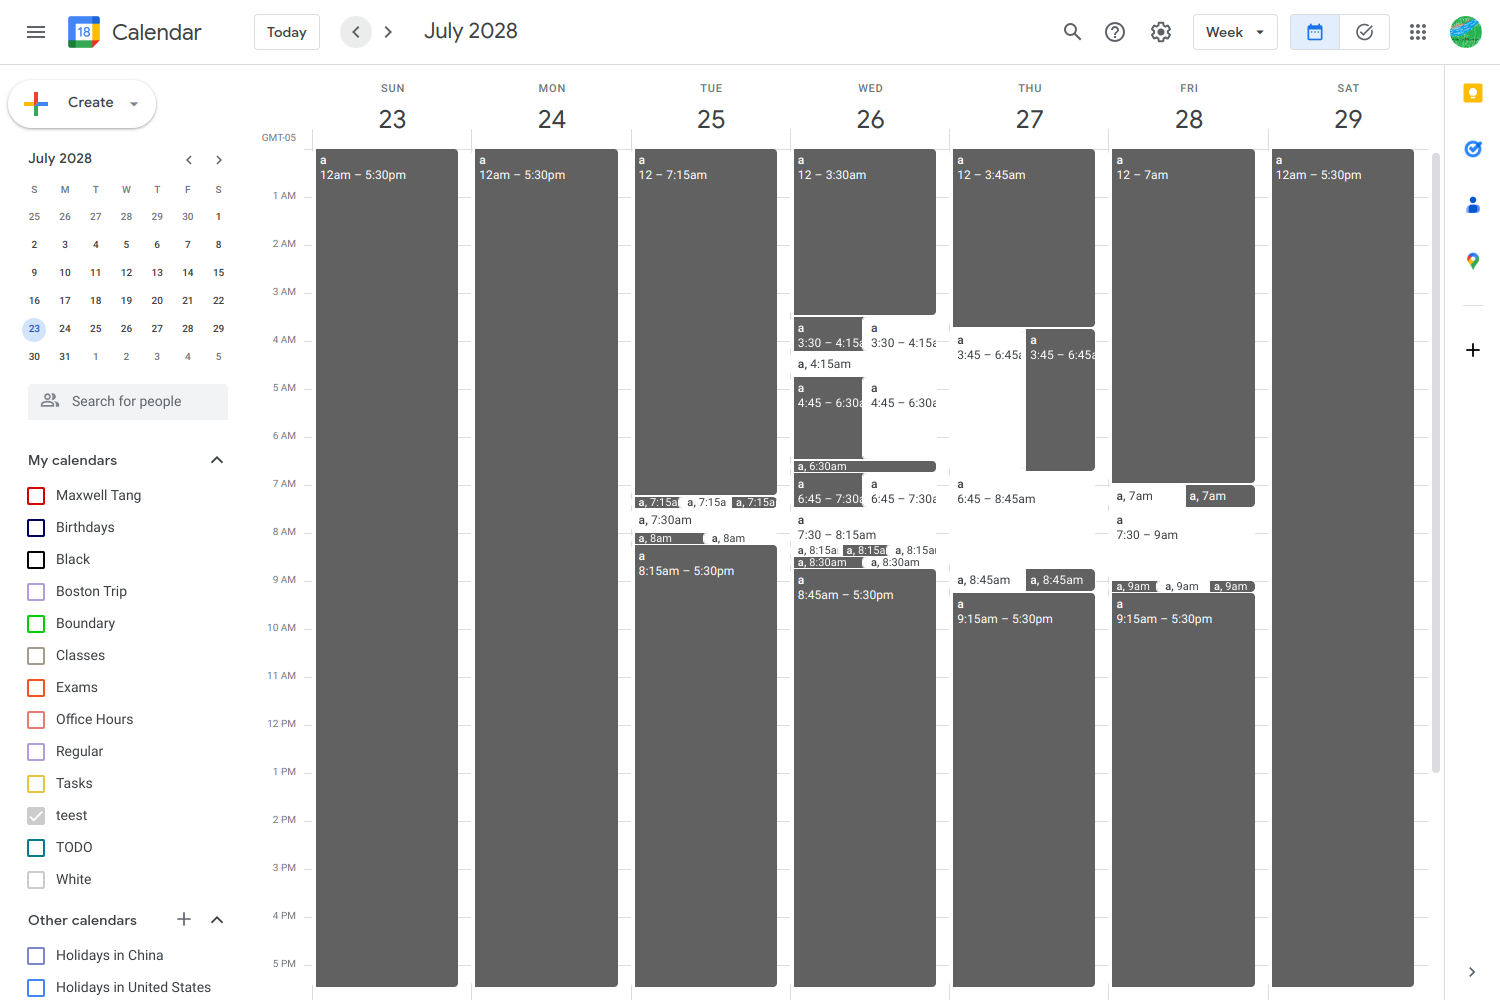 18 Calendar Today July 2028 Week
Create
July 2028
S M T W T F S
25 26 27 28 29 30 1
2 3 4 5 6 7 8
9 10 11 12 13 14 15
16 17 18 19 20 21 22
23 24 25 26 27 28 29
30 31 1 2 3 4 5
Search for people
My calendars
Maxwell Tang
Birthdays
Black
Boston Trip
Boundary
Classes
Exams
Office Hours
Regular
Tasks
teest
TODO
White
Other calendars
Holidays in China
Holidays in United States
GMT-05
1 AM
2 AM
3 AM
4 AM
5 AM
6 AM
7 AM
8 AM
9 AM
10 AM
11 AM
12 PM
1 PM
2 PM
3 PM
4 PM
5 PM
SUN
23
a
12am – 5:30pm
MON
24
a
12am – 5:30pm
TUE
25
a
12 – 7:15am
a, 7:15a a, 7:15a a, 7:15a
a, 7:30am
a, 8am a, 8am
a
8:15am – 5:30pm
WED
26
a
12 – 3:30am
a a
3:30 – 4:15a 3:30 – 4:15a
a, 4:15am
a a
4:45 – 6:30a 4:45 – 6:30a
a, 6:30am
a a
6:45 – 7:30a 6:45 – 7:30a
a
7:30 – 8:15am
a, 8:15a a, 8:15a a, 8:15a
a, 8:30am a, 8:30am
a
8:45am – 5:30pm
THU
27
a
12 – 3:45am
a a
3:45 – 6:45a 3:45 – 6:45a
a
6:45 – 8:45am
a, 8:45am a, 8:45am
a
9:15am – 5:30pm
FRI
28
a
12 – 7am
a, 7am a, 7am
a
7:30 – 9am
a, 9am a, 9am a, 9am
a
9:15am – 5:30pm
SAT
29
a
12am – 5:30pm